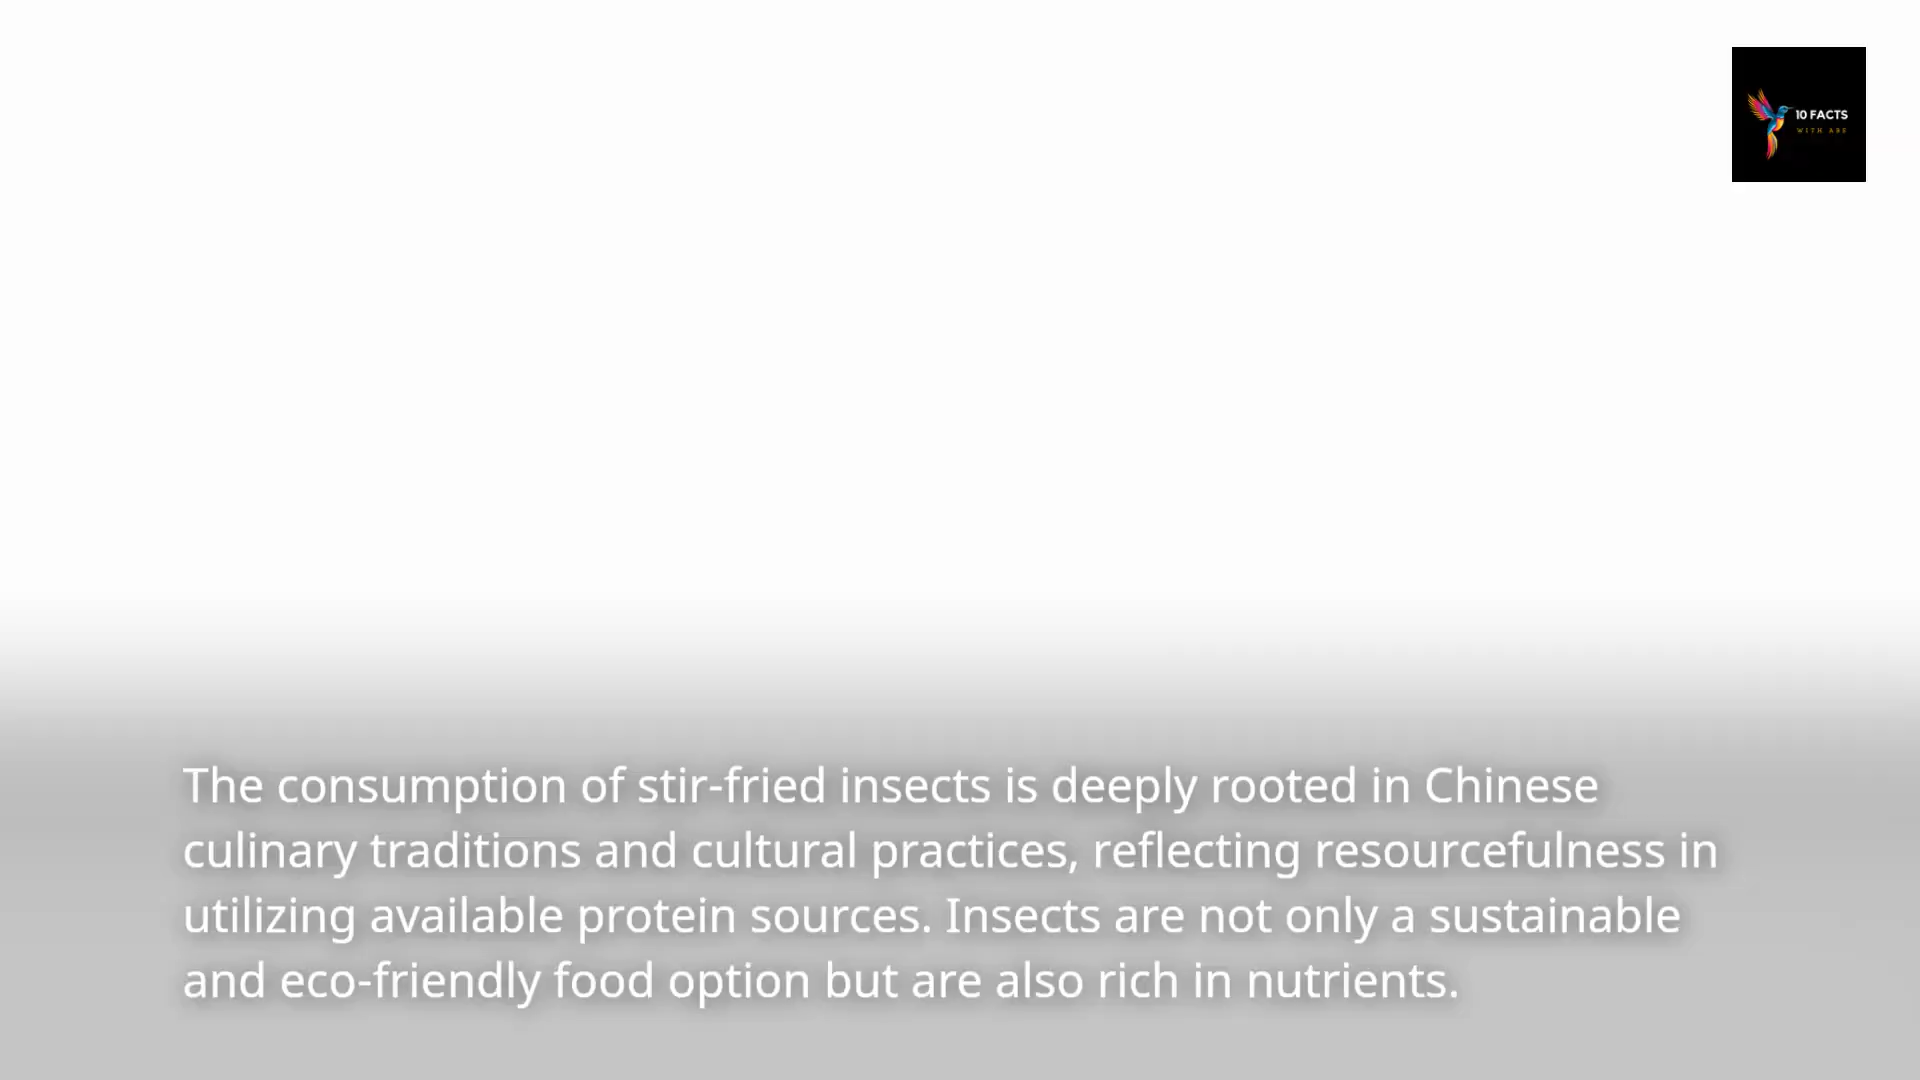 10 FACTS
WITH ABS
The consumption of stir-fried insects is deeply rooted in Chinese
culinary traditions and cultural practices, reflecting resourcefulness in
utilizing available protein sources. Insects are not only a sustainable
and eco-friendly food option but are also rich in nutrients.